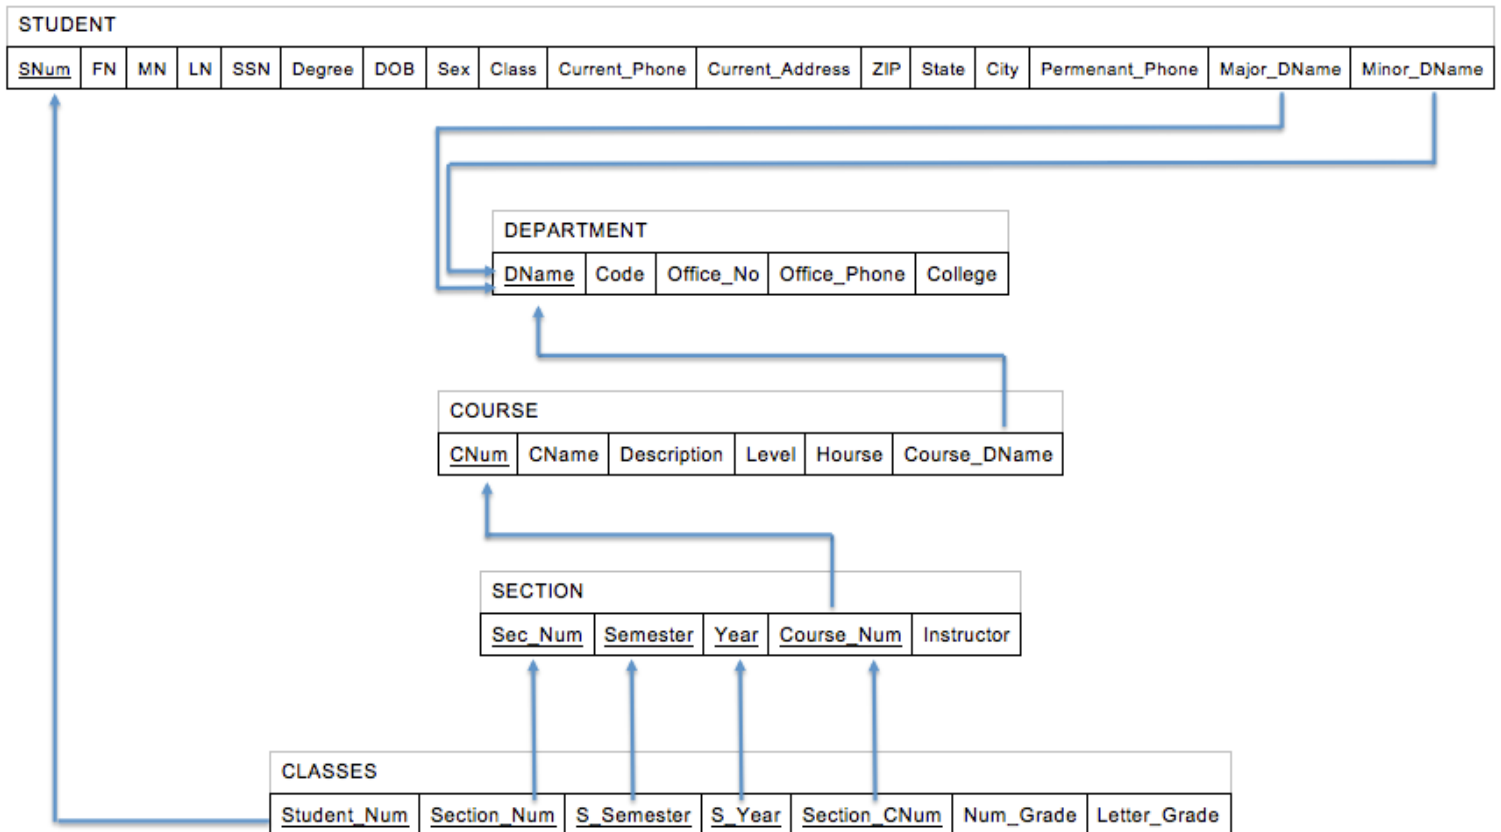 STUDENT
SNum FN MN LN SSN Degree DOB Sex Class Current_Phone Current_Address ZIP State City Permenant_Phone Major_DName Minor_DName
DEPARTMENT
DName Code Office_No Office_Phone College
COURSE
CNum CName Description Level Hourse Course_DName
SECTION
Sec_Num Semester Year Course_Num Instructor
CLASSES
Student_Num Section_Num S_Semester S_Year Section_CNum Num_Grade Letter_Grade